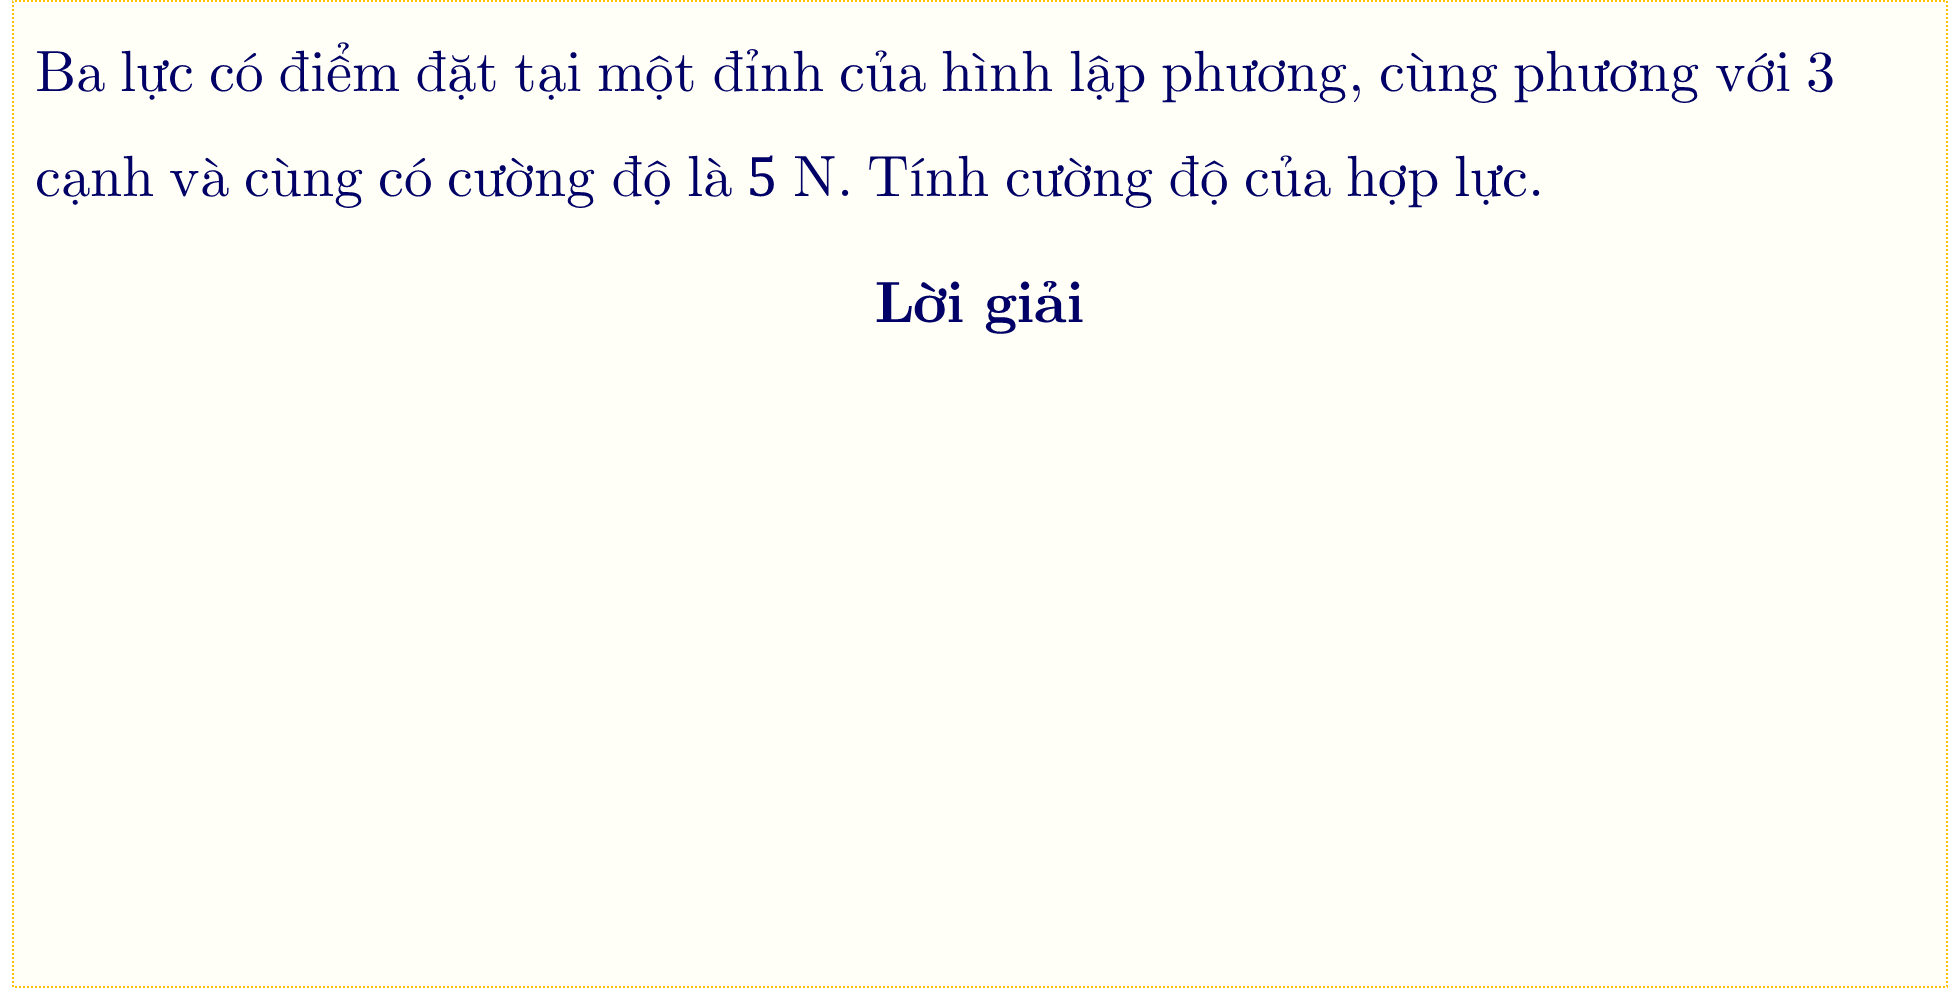 Ba lực có điểm đặt tại một đỉnh của hình lập phương, cùng phương với 3
cạnh và cùng có cường độ là 5 N. Tính cường độ của hợp lực.
Lời giải